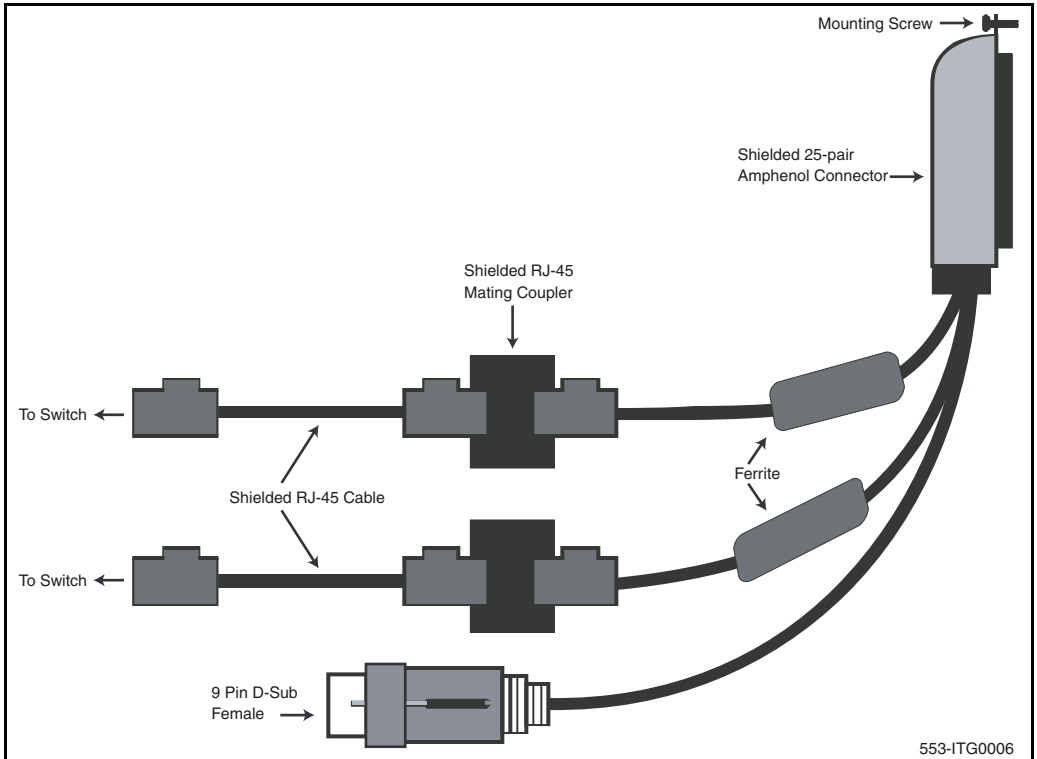 Mounting Screw
Shielded 25-pair
Amphenol Connector
Shielded RJ-45
Mating Coupler
To Switch
Ferrite
Shielded RJ-45 Cable
To Switch
9 Pin D-Sub
Female
553-ITG0006